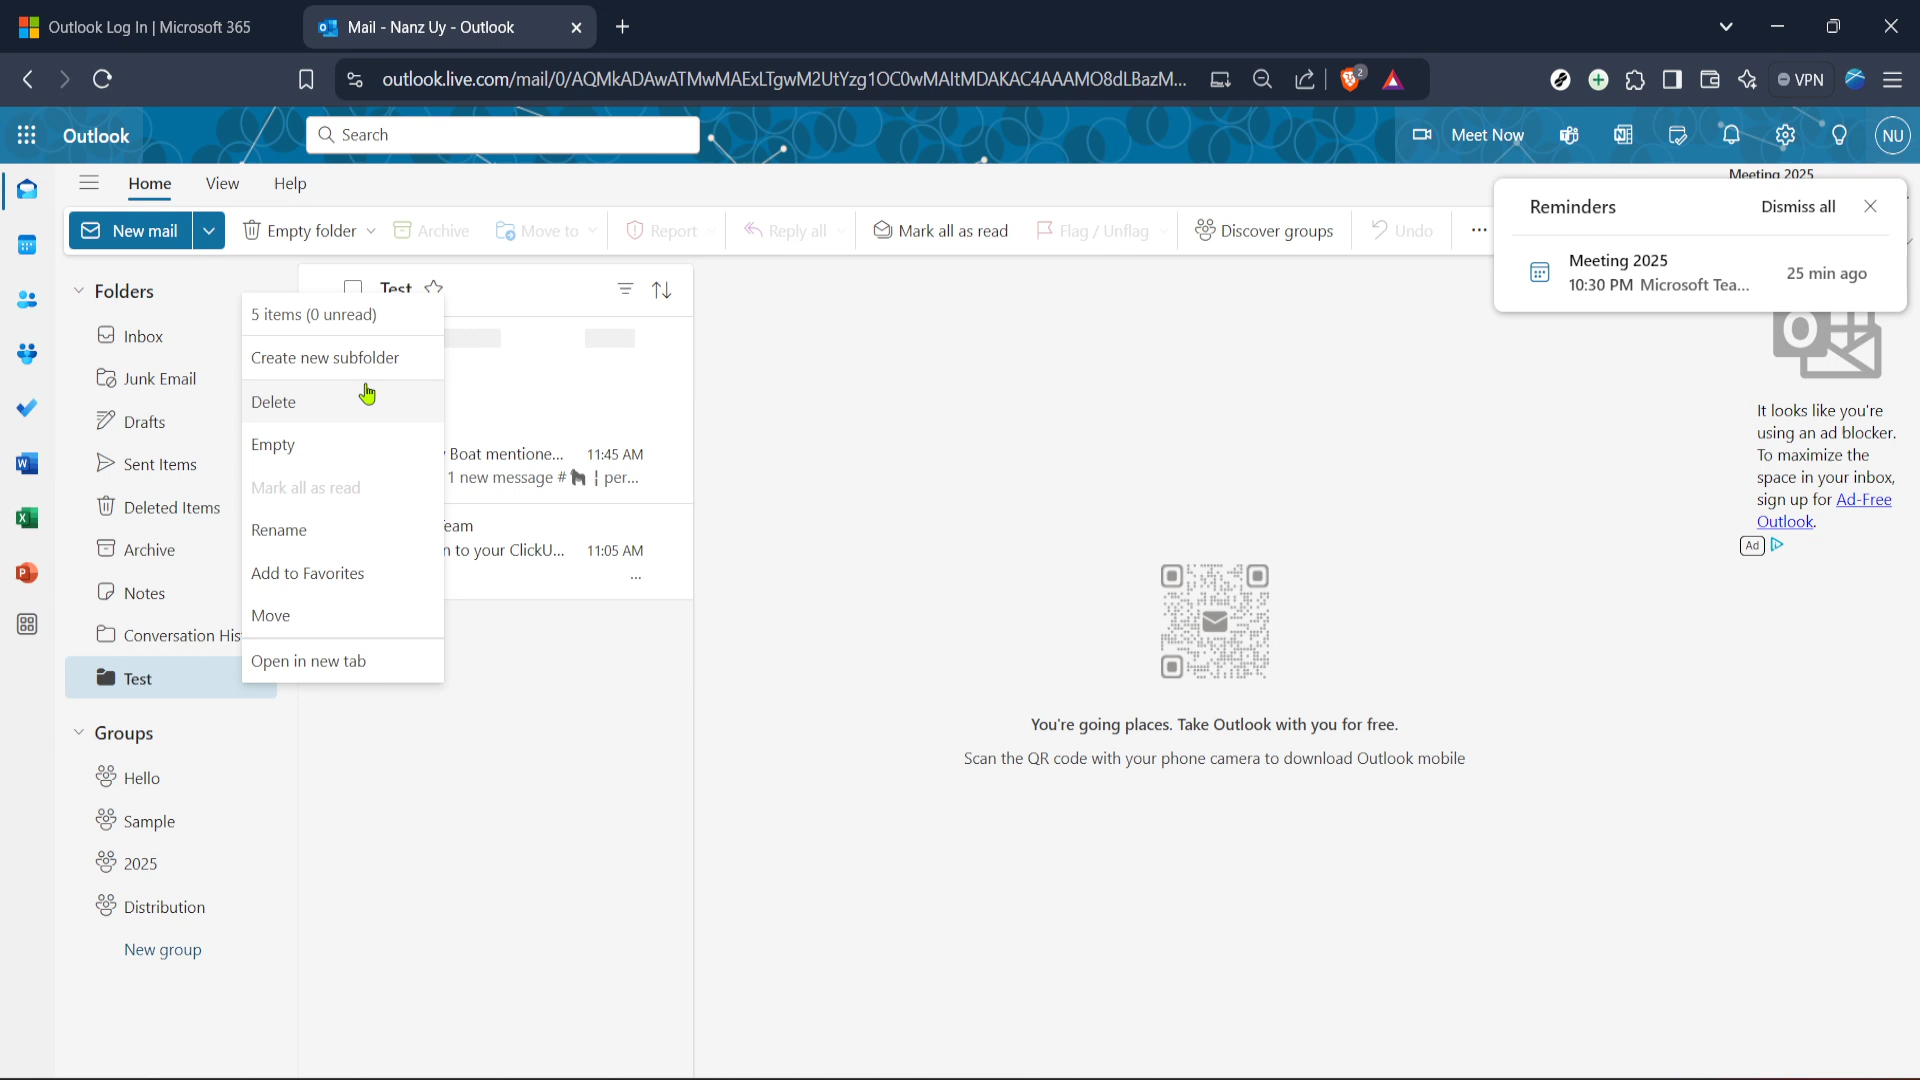 Outlook Log In | Microsoft 365
Mail - Nanz Uy - Outlook
outlook.live.com/mail/0/AQMkADAwATMwMAExLTgwM2UtYzg1OC0wMAItMDAKAC4AAAMO8dLBazM...
2
VPN
Outlook
Search
Meet Now
NU
Home
View
Help
Meeting 2025
New mail
Empty folder
Archive
Move to
Report
Reply all
Mark all as read
Flag / Unflag
Discover groups
Undo
...
Reminders
Dismiss all
Meeting 2025
10:30 PM Microsoft Tea...
25 min ago
Folders
Inbox
Junk Email
Drafts
Sent Items
Deleted Items
Archive
Notes
Conversation His
Test
Groups
Hello
Sample
2025
Distribution
New group
5 items (0 unread)
Create new subfolder
Delete
Empty
Mark all as read
Rename
Add to Favorites
Move
Open in new tab
Test
Boat mentione... 11:45 AM
1 new message # ¦ per...
eam
n to your ClickU... 11:05 AM
...
You're going places. Take Outlook with you for free.
Scan the QR code with your phone camera to download Outlook mobile
It looks like you're
using an ad blocker.
To maximize the
space in your inbox,
sign up for Ad-Free
Outlook.
Ad